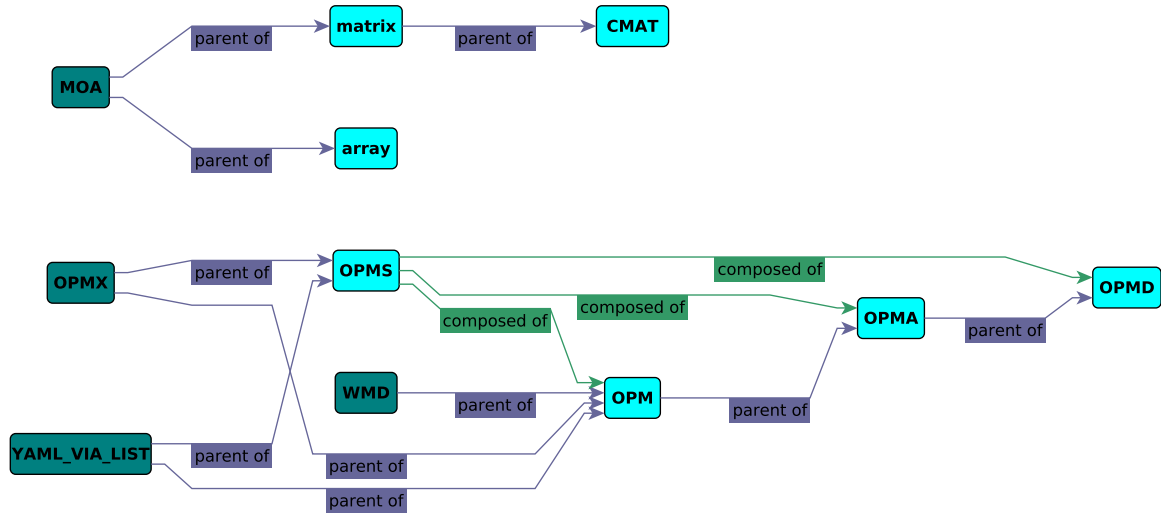 matrix
CMAT
parent of
parent of
MOA
array
parent of
OPMS
composed of
OPMX
parent of
OPMD
composed of
OPMA
composed of
parent of
WMD
OPM
parent of
parent of
YAML_VIA_LIST
parent of
parent of
parent of